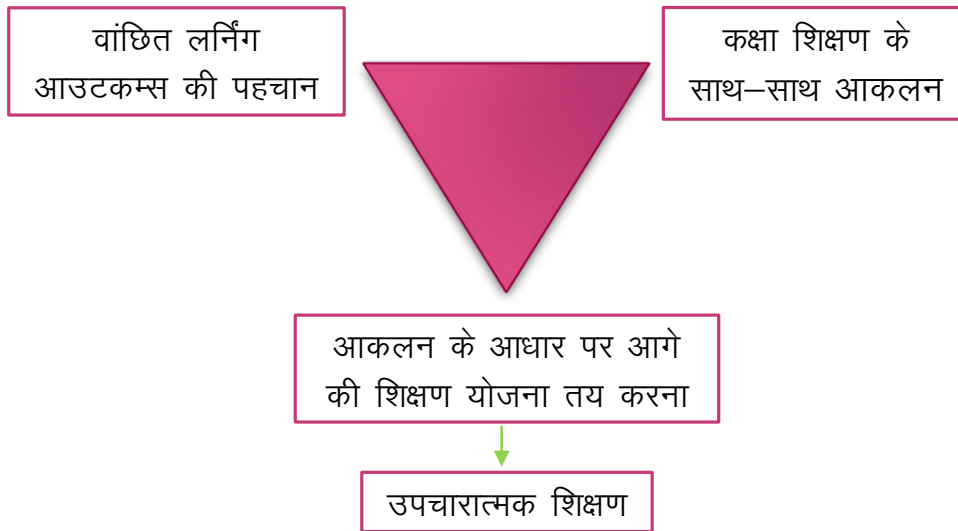 वांछित लर्निंग
आउटकम्स की पहचान
कक्षा शिक्षण के
साथ–साथ आकलन
आकलन के आधार पर आगे
की शिक्षण योजना तय करना
उपचारात्मक शिक्षण